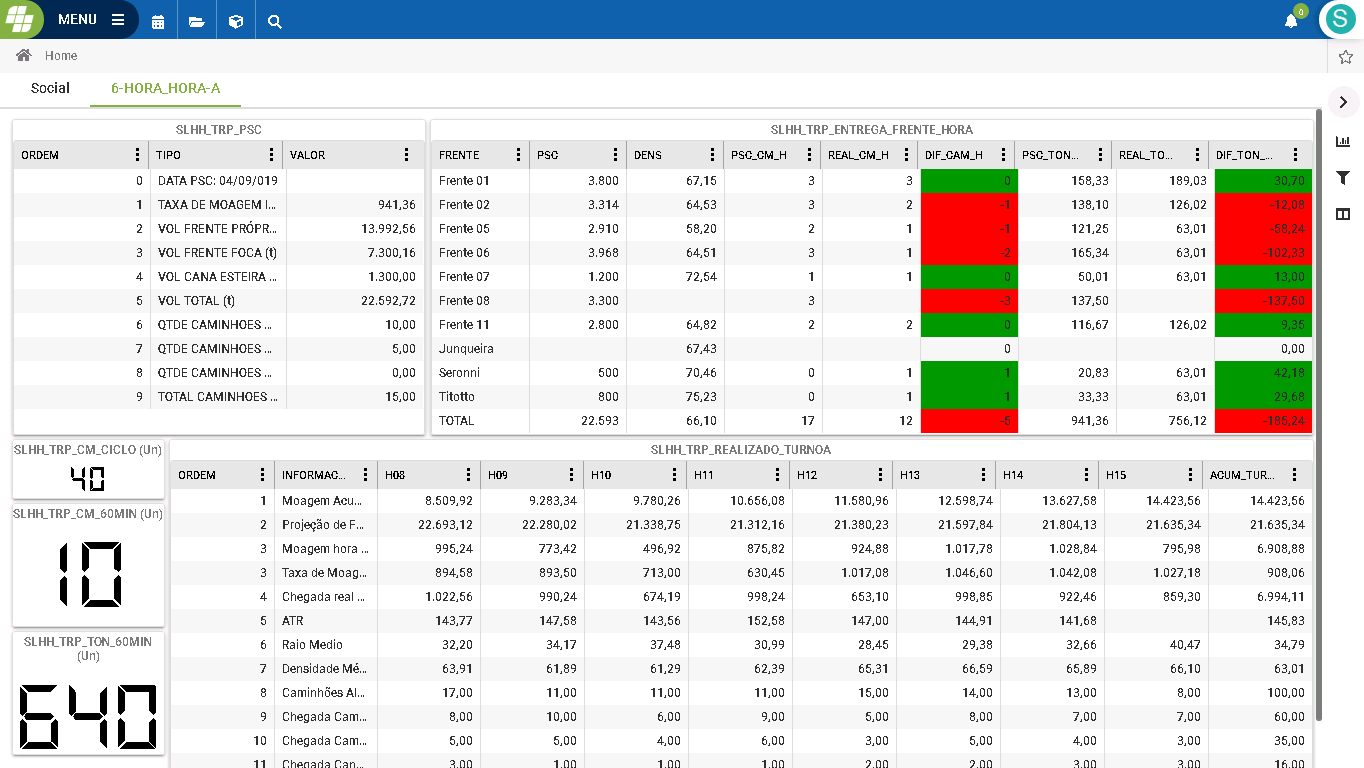 MENU
0
S
Home
Social 6-HORA_HORA-A
SLHH_TRP_PSC
ORDEM TIPO VALOR
0 DATA PSC: 04/09/019
1 TAXA DE MOAGEM I... 941,36
2 VOL FRENTE PRÓPR... 13.992,56
3 VOL FRENTE FOCA (t) 7.300,16
4 VOL CANA ESTEIRA ... 1.300,00
5 VOL TOTAL (t) 22.592,72
6 QTDE CAMINHOES ... 10,00
7 QTDE CAMINHOES ... 5,00
8 QTDE CAMINHOES ... 0,00
9 TOTAL CAMINHOES ... 15,00
SLHH_TRP_ENTREGA_FRENTE_HORA
FRENTE PSC DENS PSC_CM_H REAL_CM_H DIF_CAM_H PSC_TON... REAL_TO... DIF_TON_...
Frente 01 3.800 67,15 3 3 0 158,33 189,03 30,70
Frente 02 3.314 64,53 3 2 -1 138,10 126,02 -12,08
Frente 05 2.910 58,20 2 1 -1 121,25 63,01 -58,24
Frente 06 3.968 64,51 3 1 -2 165,34 63,01 -102,33
Frente 07 1.200 72,54 1 1 0 50,01 63,01 13,00
Frente 08 3.300 3 -3 137,50 -137,50
Frente 11 2.800 64,82 2 2 0 116,67 126,02 9,35
Junqueira 67,43 0 0,00
Seronni 500 70,46 0 1 1 20,83 63,01 42,18
Titotto 800 75,23 0 1 1 33,33 63,01 29,68
TOTAL 22.593 66,10 17 12 -5 941,36 756,12 -185,24
SLHH_TRP_CM_CICLO (Un)
40
SLHH_TRP_CM_60MIN (Un)
10
SLHH_TRP_TON_60MIN
(Un)
640
SLHH_TRP_REALIZADO_TURNOA
ORDEM INFORMAC... H08 H09 H10 H11 H12 H13 H14 H15 ACUM_TUR...
1 Moagem Acu... 8.509,92 9.283,34 9.780,26 10.656,08 11.580,96 12.598,74 13.627,58 14.423,56 14.423,56
2 Projeção de F... 22.693,12 22.280,02 21.338,75 21.312,16 21.380,23 21.597,84 21.804,13 21.635,34 21.635,34
3 Moagem hora ... 995,24 773,42 496,92 875,82 924,88 1.017,78 1.028,84 795,98 6.908,88
3 Taxa de Moag... 894,58 893,50 713,00 630,45 1.017,08 1.046,60 1.042,08 1.027,18 908,06
4 Chegada real ... 1.022,56 990,24 674,19 998,24 653,10 998,85 922,46 859,30 6.994,11
5 ATR 143,77 147,58 143,56 152,58 147,00 144,91 141,68 145,83
6 Raio Medio 32,20 34,17 37,48 30,99 28,45 29,38 32,66 40,47 34,79
7 Densidade Mé... 63,91 61,89 61,29 62,39 65,31 66,59 65,89 66,10 63,01
8 Caminhões Al... 17,00 11,00 11,00 11,00 15,00 14,00 13,00 8,00 100,00
9 Chegada Cam... 8,00 10,00 6,00 9,00 5,00 8,00 7,00 7,00 60,00
10 Chegada Cam... 5,00 5,00 4,00 6,00 3,00 5,00 4,00 3,00 35,00
11 Chegada Can... 3,00 1,00 1,00 1,00 2,00 2,00 3,00 3,00 16,00